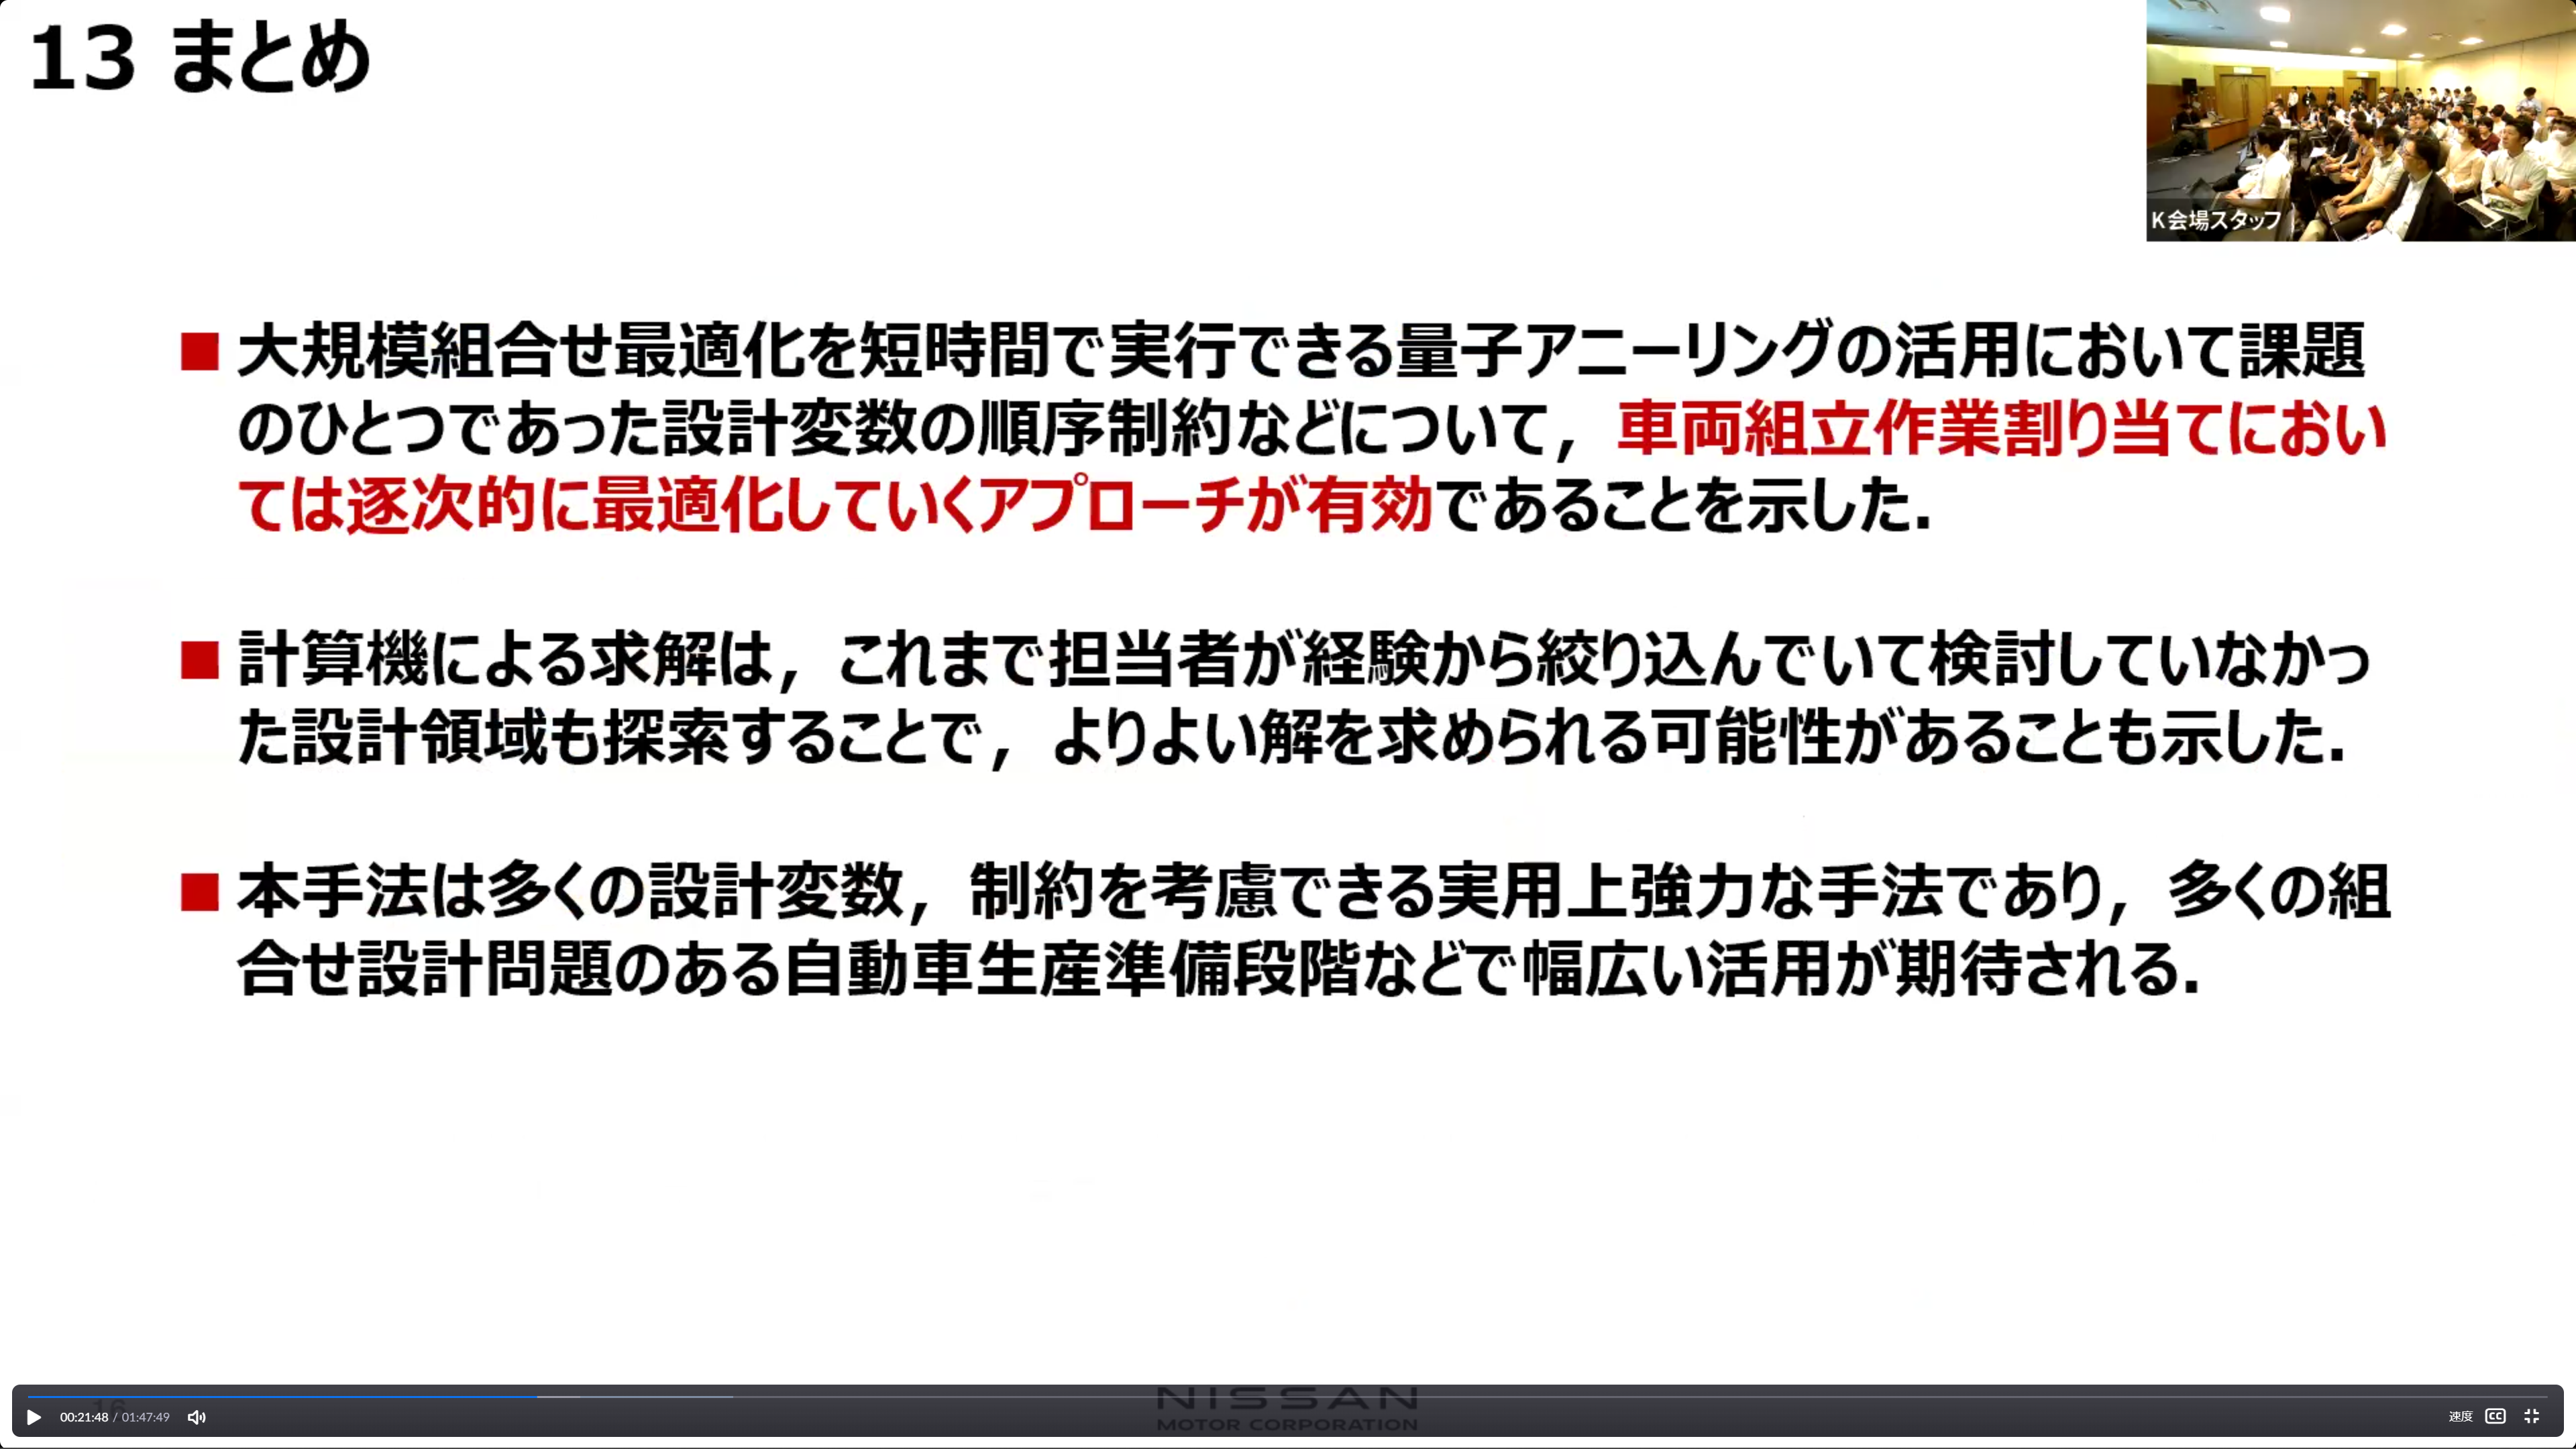 13 まとめ
K会場スタッフ
■ 大規模組合せ最適化を短時間で実行できる量子アニーリングの活用において課題
のひとつであった設計変数の順序制約などについて，車両組立作業割り当てにおい
ては逐次的に最適化していくアプローチが有効であることを示した．
■ 計算機による求解は，これまで担当者が経験から絞り込んでいて検討していなかっ
た設計領域も探索することで，よりよい解を求められる可能性があることも示した．
■ 本手法は多くの設計変数，制約を考慮できる実用上強力な手法であり，多くの組
合せ設計問題のある自動車生産準備段階などで幅広い活用が期待される．
16
NISSAN
MOTOR CORPORATION
00:21:48 / 01:47:49
速度 CC